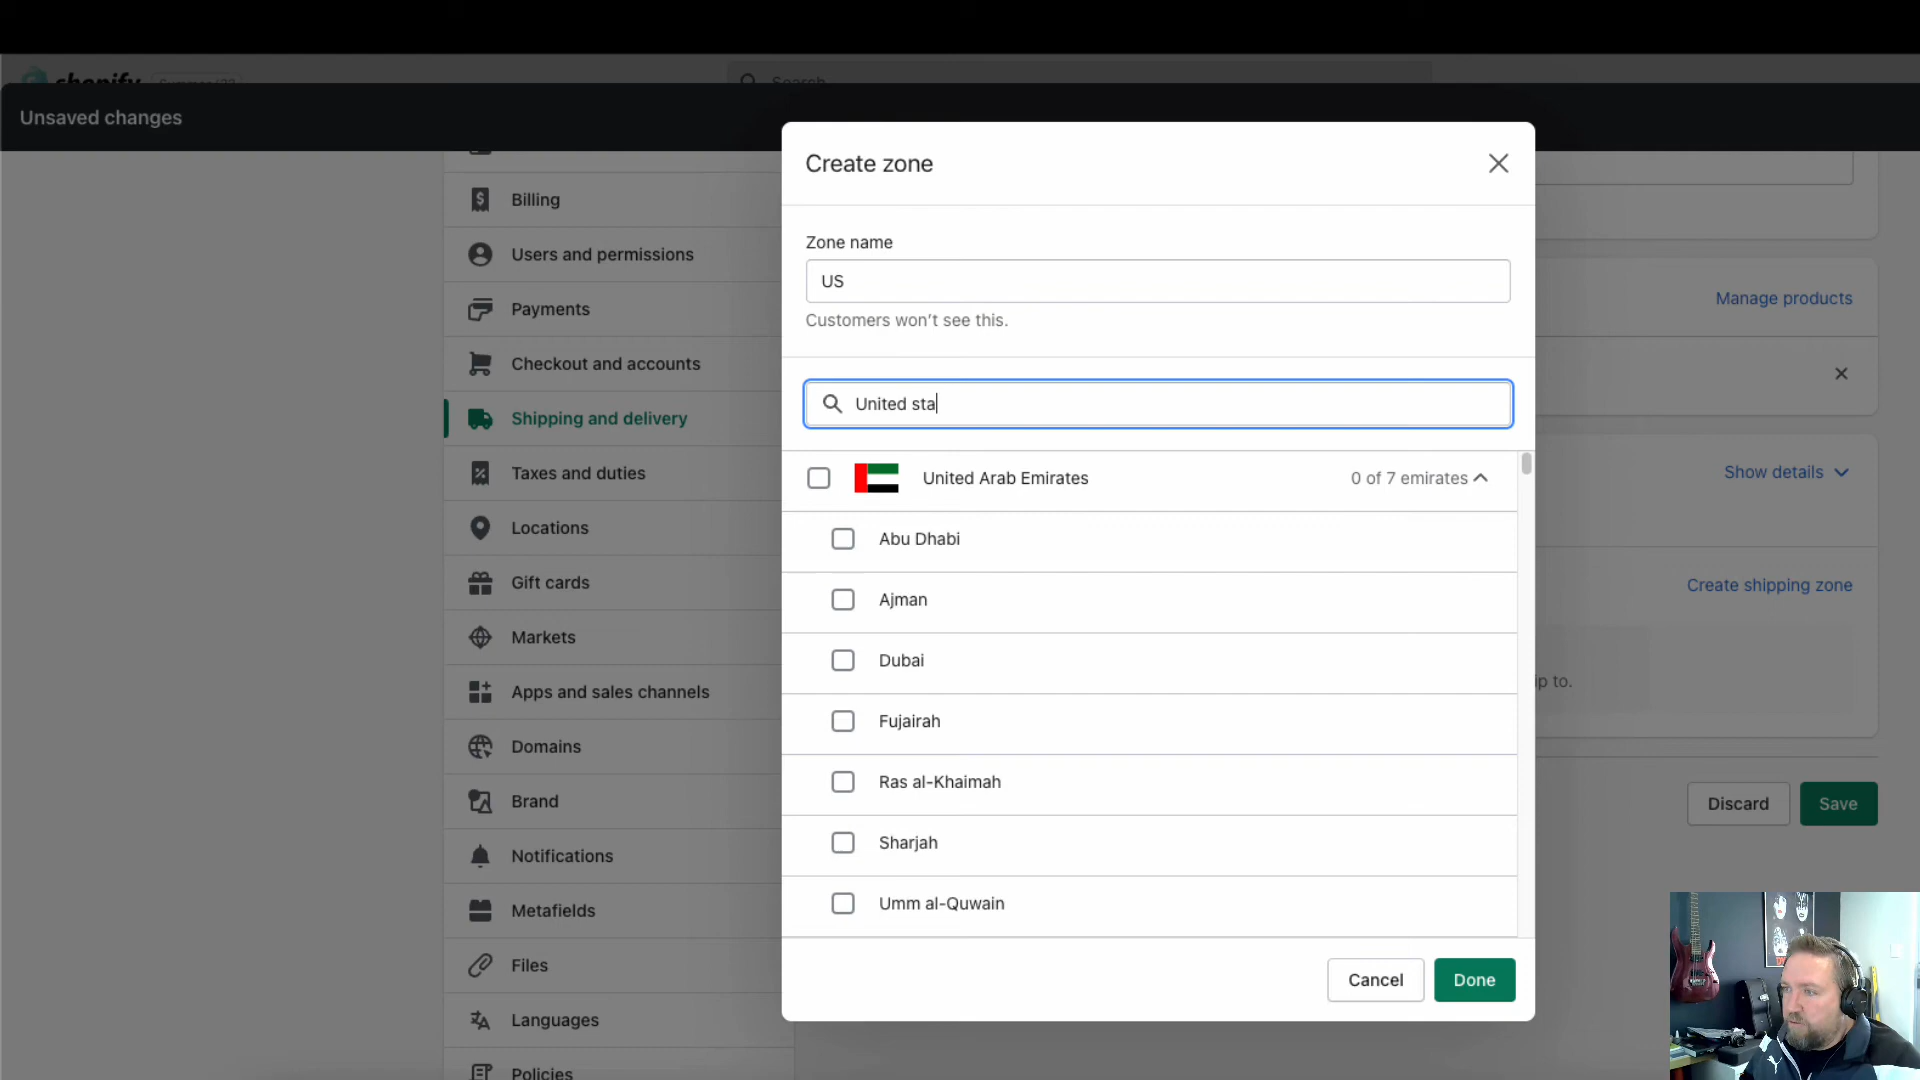 shopify
Search
Unsaved changes
Create zone
Billing
Users and permissions
Payments
Checkout and accounts
Shipping and delivery
Taxes and duties
Locations
Gift cards
Markets
Apps and sales channels
Domains
Brand
Notifications
Metafields
Files
Languages
Policies
Zone name
US
Customers won't see this.
United sta
United Arab Emirates
0 of 7 emirates
Abu Dhabi
Ajman
Dubai
Fujairah
Ras al-Khaimah
Sharjah
Umm al-Quwain
Cancel
Done
Manage products
Show details
Create shipping zone
ip to.
Discard
Save